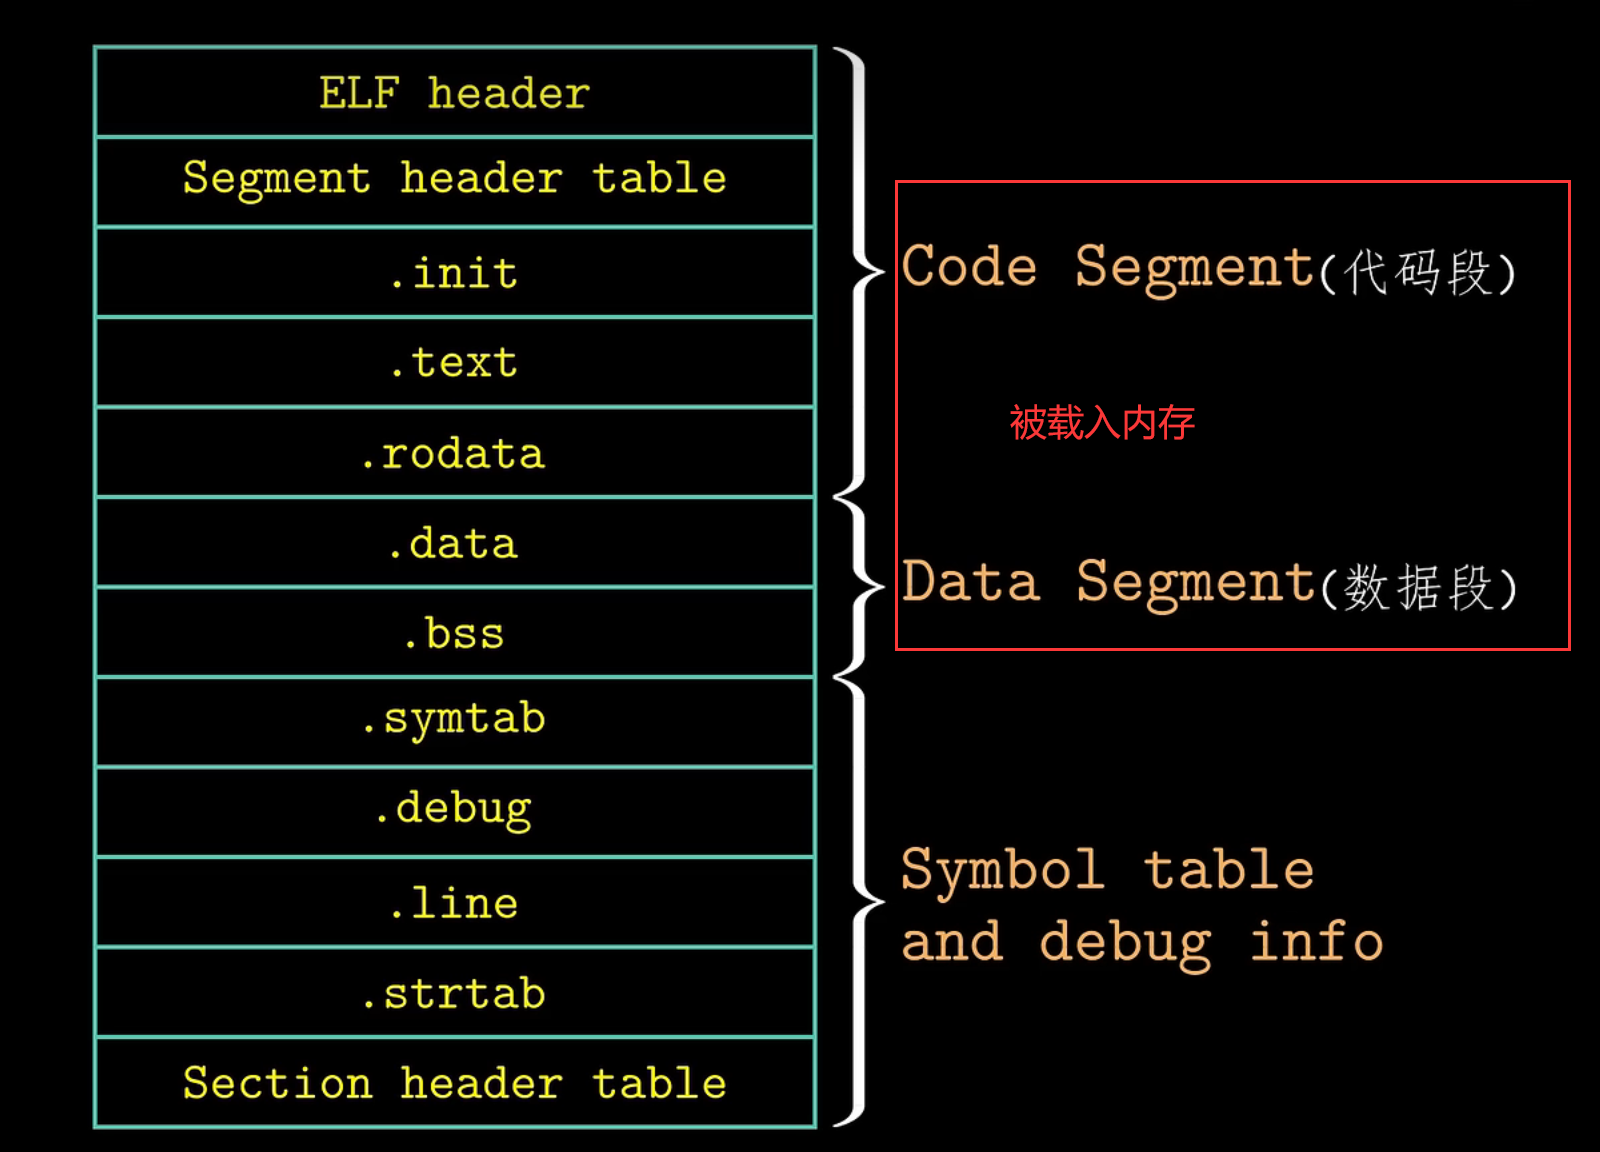 ELF header
Segment header table
.init
.text
.rodata
.data
.bss
.symtab
.debug
.line
.strtab
Section header table
Code Segment(代码段)
被载入内存
Data Segment(数据段)
Symbol table
and debug info